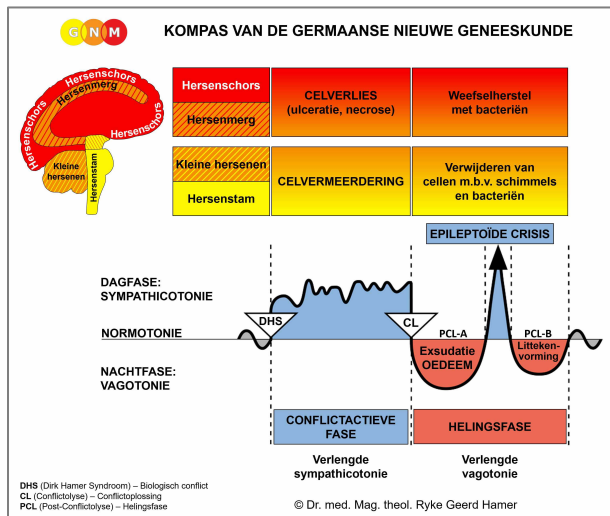 G N M
KOMPAS VAN DE GERMAANSE NIEUWE GENEESKUNDE
Hersenschors
Hersenmerg
Hersenschors
Hersenschors
Kleine hersenen
Hersenstam
Hersenschors
Hersenmerg
CELVERLIES
(ulceratie, necrose)
Weefselherstel
met bacteriën
Kleine hersenen
Hersenstam
CELVERMEERDERING
Verwijderen van
cellen m.b.v. schimmels
en bacteriën
EPILEPTOÏDE CRISIS
DAGFASE:
SYMPATHICOTONIE
DHS
CL
NORMOTONIE
PCL-A
PCL-B
Exsudatie
OEDEEM
Litteken-
vorming
NACHTFASE:
VAGOTONIE
CONFLICTACTIEVE
FASE
HELINGSFASE
Verlengde
sympathicotonie
Verlengde
vagotonie
DHS (Dirk Hamer Syndroom) – Biologisch conflict
CL (Conflictolyse) – Conflictoplossing
PCL (Post-Conflictolyse) – Helingsfase
© Dr. med. Mag. theol. Ryke Geerd Hamer